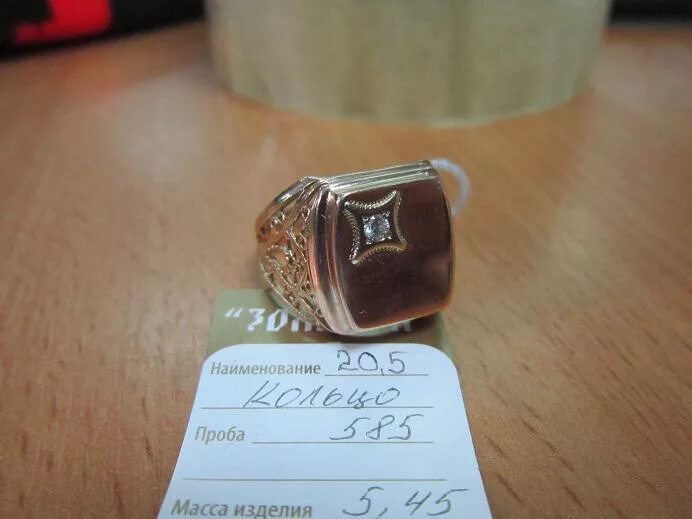 Наименование 20,5
кольцо
Проба 585
Масса изделия 5,45